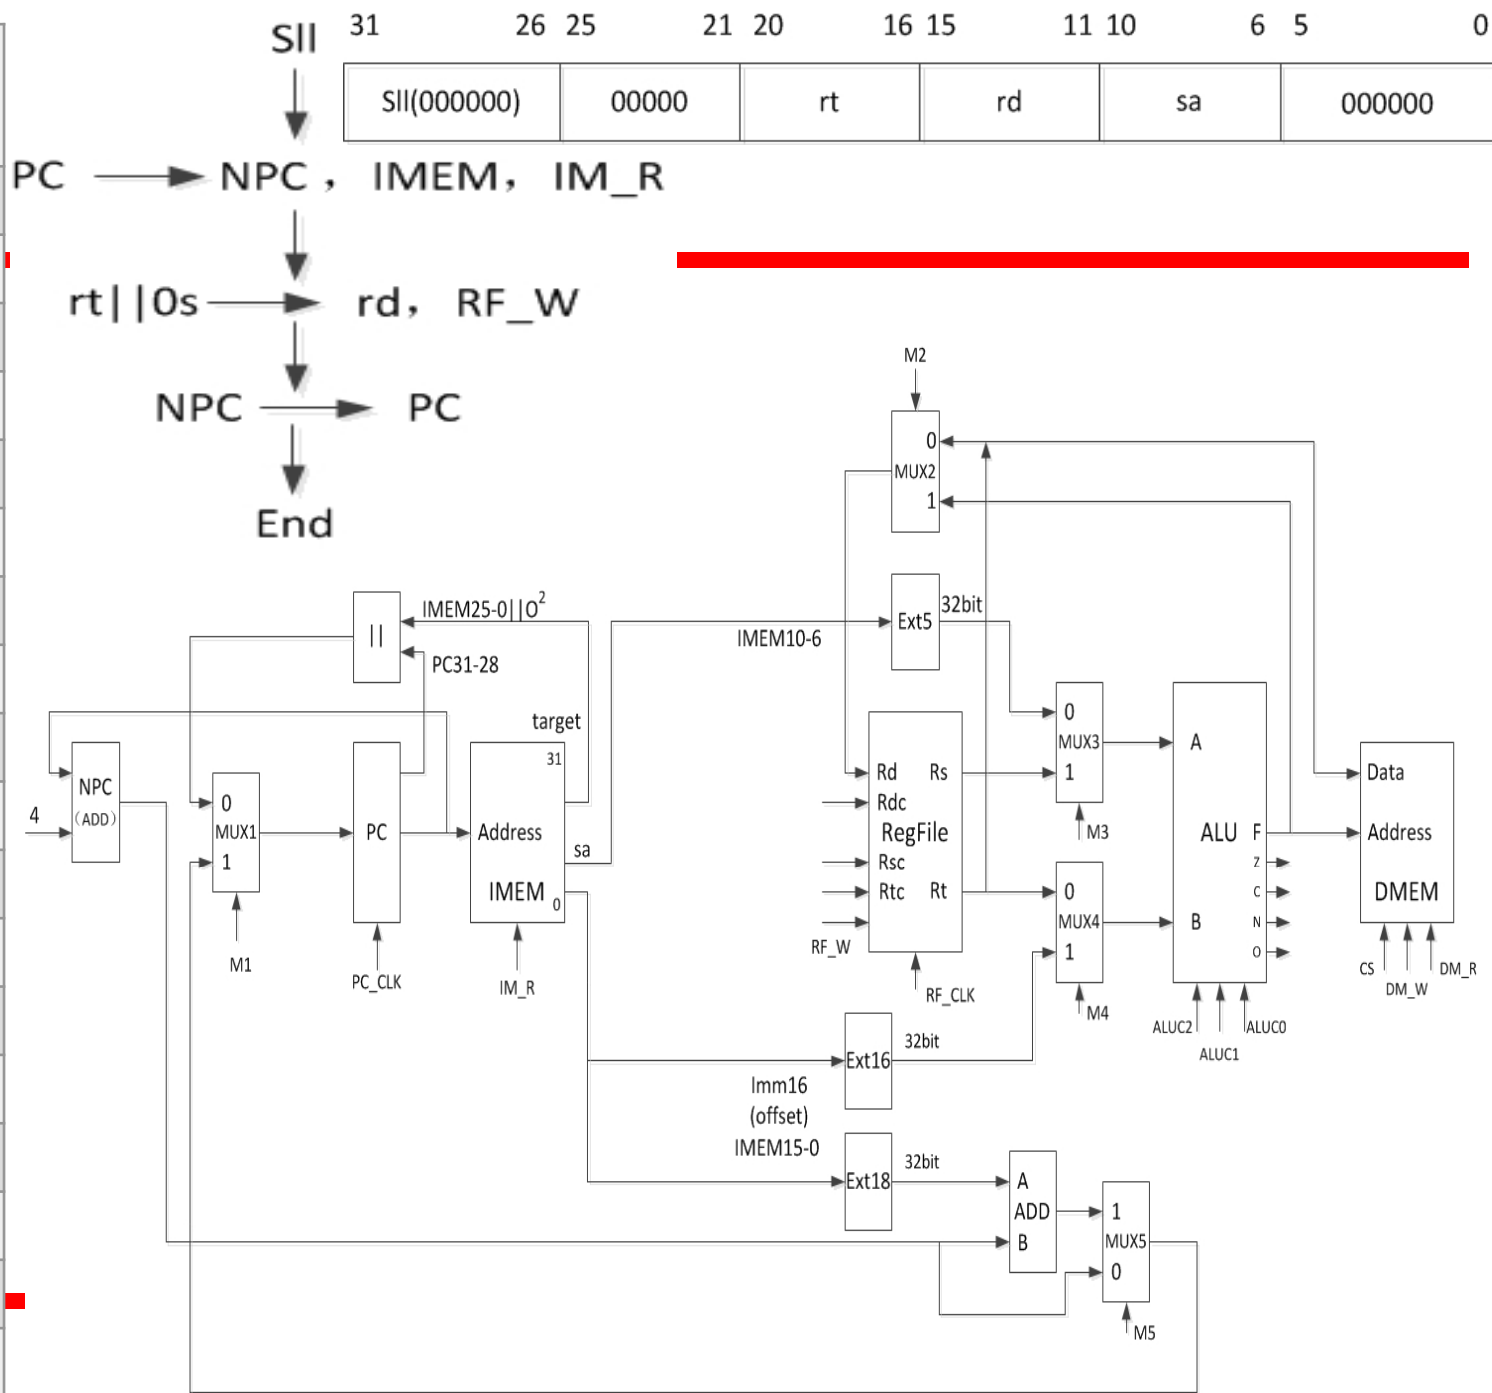 Sll
31 26 25 21 20 16 15 11 10 6 5 0
Sll(000000) 00000 rt rd sa 000000
PC NPC， IMEM， IM_R
rt||0s rd， RF_W
NPC PC
End
M2
0
MUX2
1
IMEM25-0||0²
||
PC31-28
IMEM10-6
Ext5
32bit
target
31
NPC
(ADD)
4
0
MUX1
1
M1
PC
PC_CLK
Address
sa
IMEM
0
IM_R
Rd Rs
Rdc
RegFile
Rsc
Rtc Rt
RF_W
RF_CLK
0
MUX3
1
M3
0
MUX4
1
M4
A
ALU F
Z
C
B N
O
ALUC2 ALUC0
ALUC1
Data
Address
DMEM
CS DM_R
DM_W
Ext16
32bit
Imm16
(offset)
IMEM15-0
Ext18
32bit
A
ADD
B
1
MUX5
0
M5